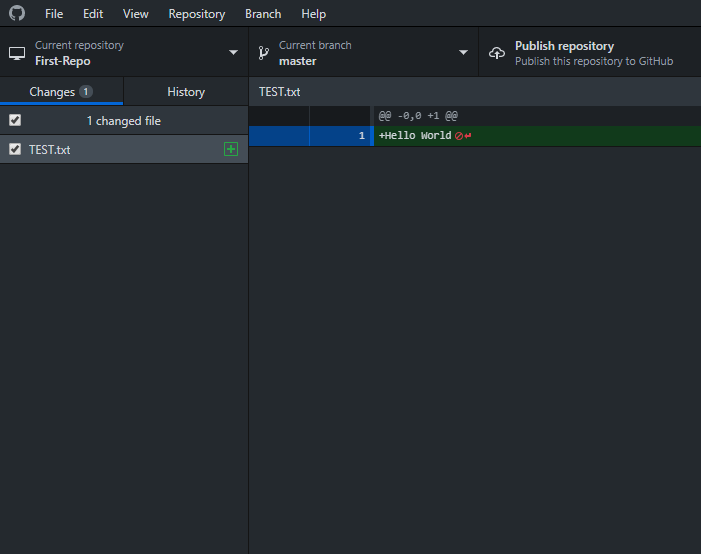 File Edit View Repository Branch Help
Current repository
First-Repo
Current branch
master
Publish repository
Publish this repository to GitHub
Changes 1 History
1 changed file
TEST.txt
TEST.txt
@@ -0,0 +1 @@
1 +Hello World